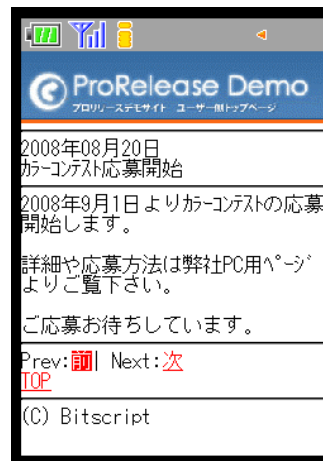 ProRelease Demo
プロリリースデモサイト ユーザー側トップページ
2008年08月20日
ｶﾗｰｺﾝﾃｽﾄ応募開始
2008年9月1日よりｶﾗｰｺﾝﾃｽﾄの応募
開始します。
詳細や応募方法は弊社PC用ﾍﾟｰｼﾞ
よりご覧下さい。
ご応募お待ちしています。
Prev:前| Next:次
TOP
(C) Bitscript